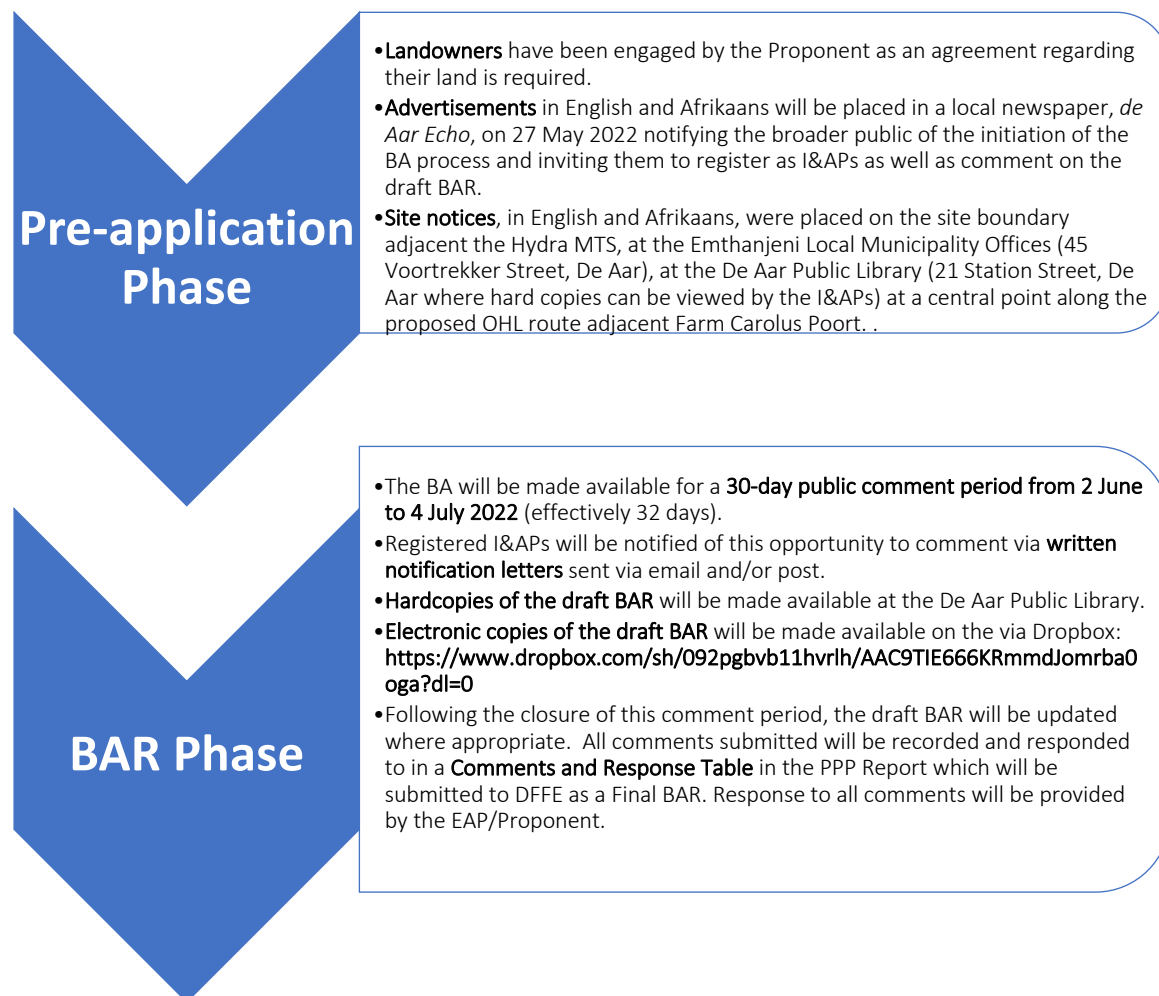 Pre-application
Phase
•Landowners have been engaged by the Proponent as an agreement regarding
their land is required.
•Advertisements in English and Afrikaans will be placed in a local newspaper, de
Aar Echo, on 27 May 2022 notifying the broader public of the initiation of the
BA process and inviting them to register as I&APs as well as comment on the
draft BAR.
•Site notices, in English and Afrikaans, were placed on the site boundary
adjacent the Hydra MTS, at the Emthanjeni Local Municipality Offices (45
Voortrekker Street, De Aar), at the De Aar Public Library (21 Station Street, De
Aar where hard copies can be viewed by the I&APs) at a central point along the
proposed OHL route adjacent Farm Carolus Poort. .
BAR Phase
•The BA will be made available for a 30-day public comment period from 2 June
to 4 July 2022 (effectively 32 days).
•Registered I&APs will be notified of this opportunity to comment via written
notification letters sent via email and/or post.
•Hardcopies of the draft BAR will be made available at the De Aar Public Library.
•Electronic copies of the draft BAR will be made available on the via Dropbox:
https://www.dropbox.com/sh/092pgbvb11hvrlh/AAC9TIE666KRmmdJomrba0
oga?dl=0
•Following the closure of this comment period, the draft BAR will be updated
where appropriate.  All comments submitted will be recorded and responded
to in a Comments and Response Table in the PPP Report which will be
submitted to DFFE as a Final BAR. Response to all comments will be provided
by the EAP/Proponent.